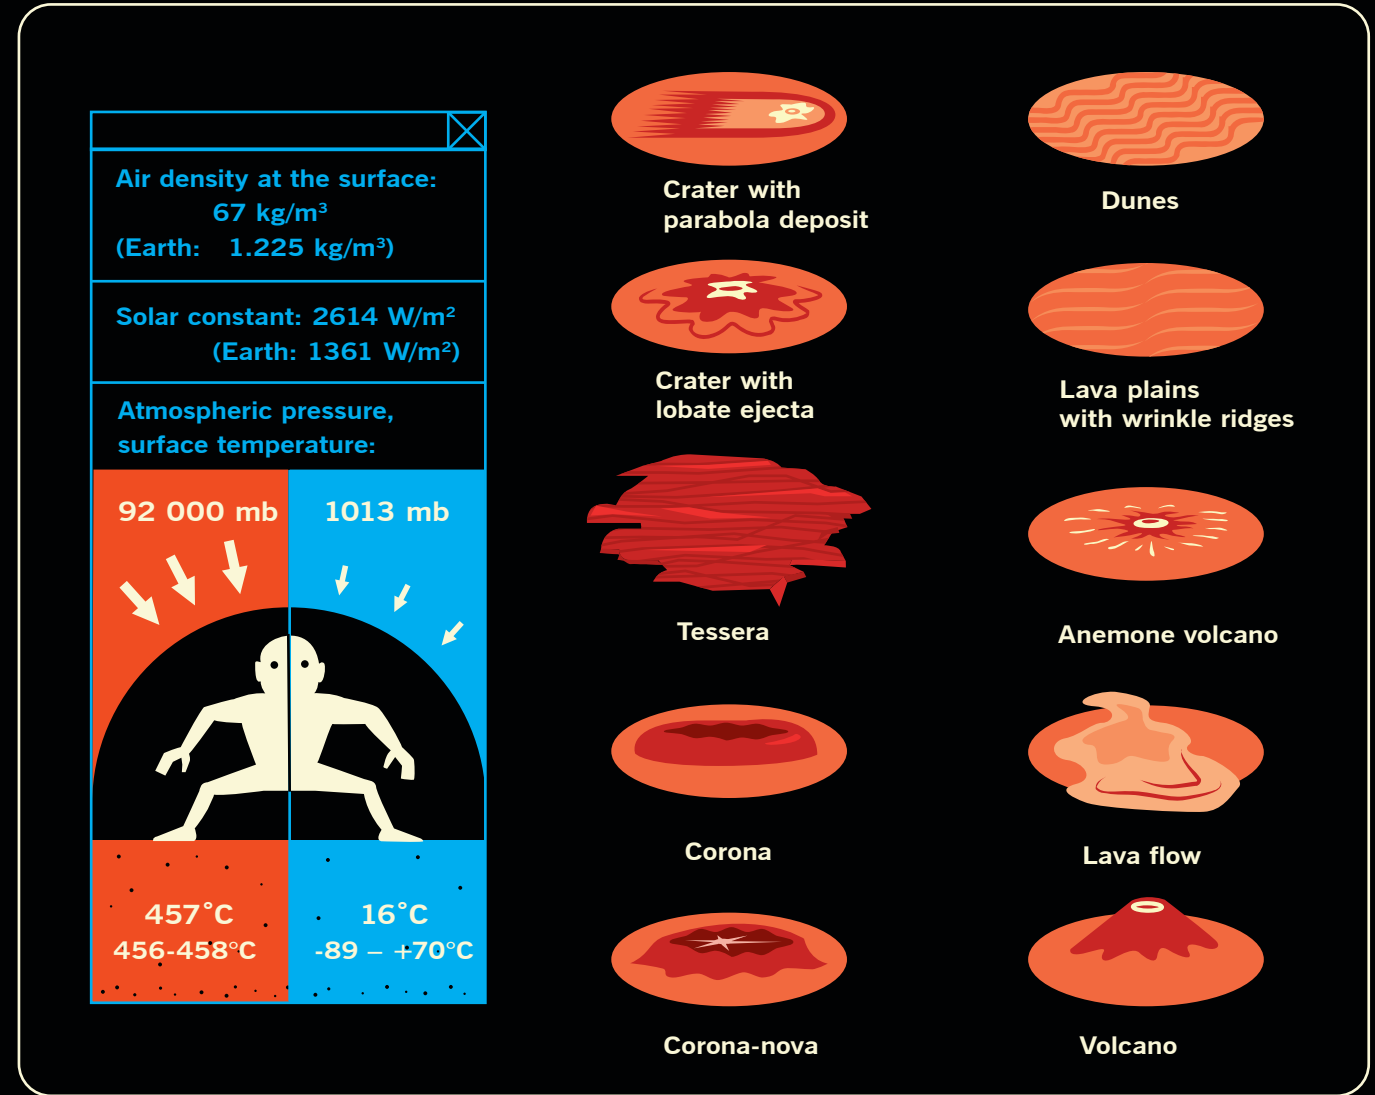 Air density at the surface:
67 kg/m³
(Earth: 1.225 kg/m³)
Solar constant: 2614 W/m²
(Earth: 1361 W/m²)
Atmospheric pressure,
surface temperature:
92 000 mb
1013 mb
457˚C
456-458°C
16˚C
-89 – +70°C
Crater with
parabola deposit
Dunes
Crater with
lobate ejecta
Lava plains
with wrinkle ridges
Tessera
Anemone volcano
Corona
Lava flow
Corona-nova
Volcano